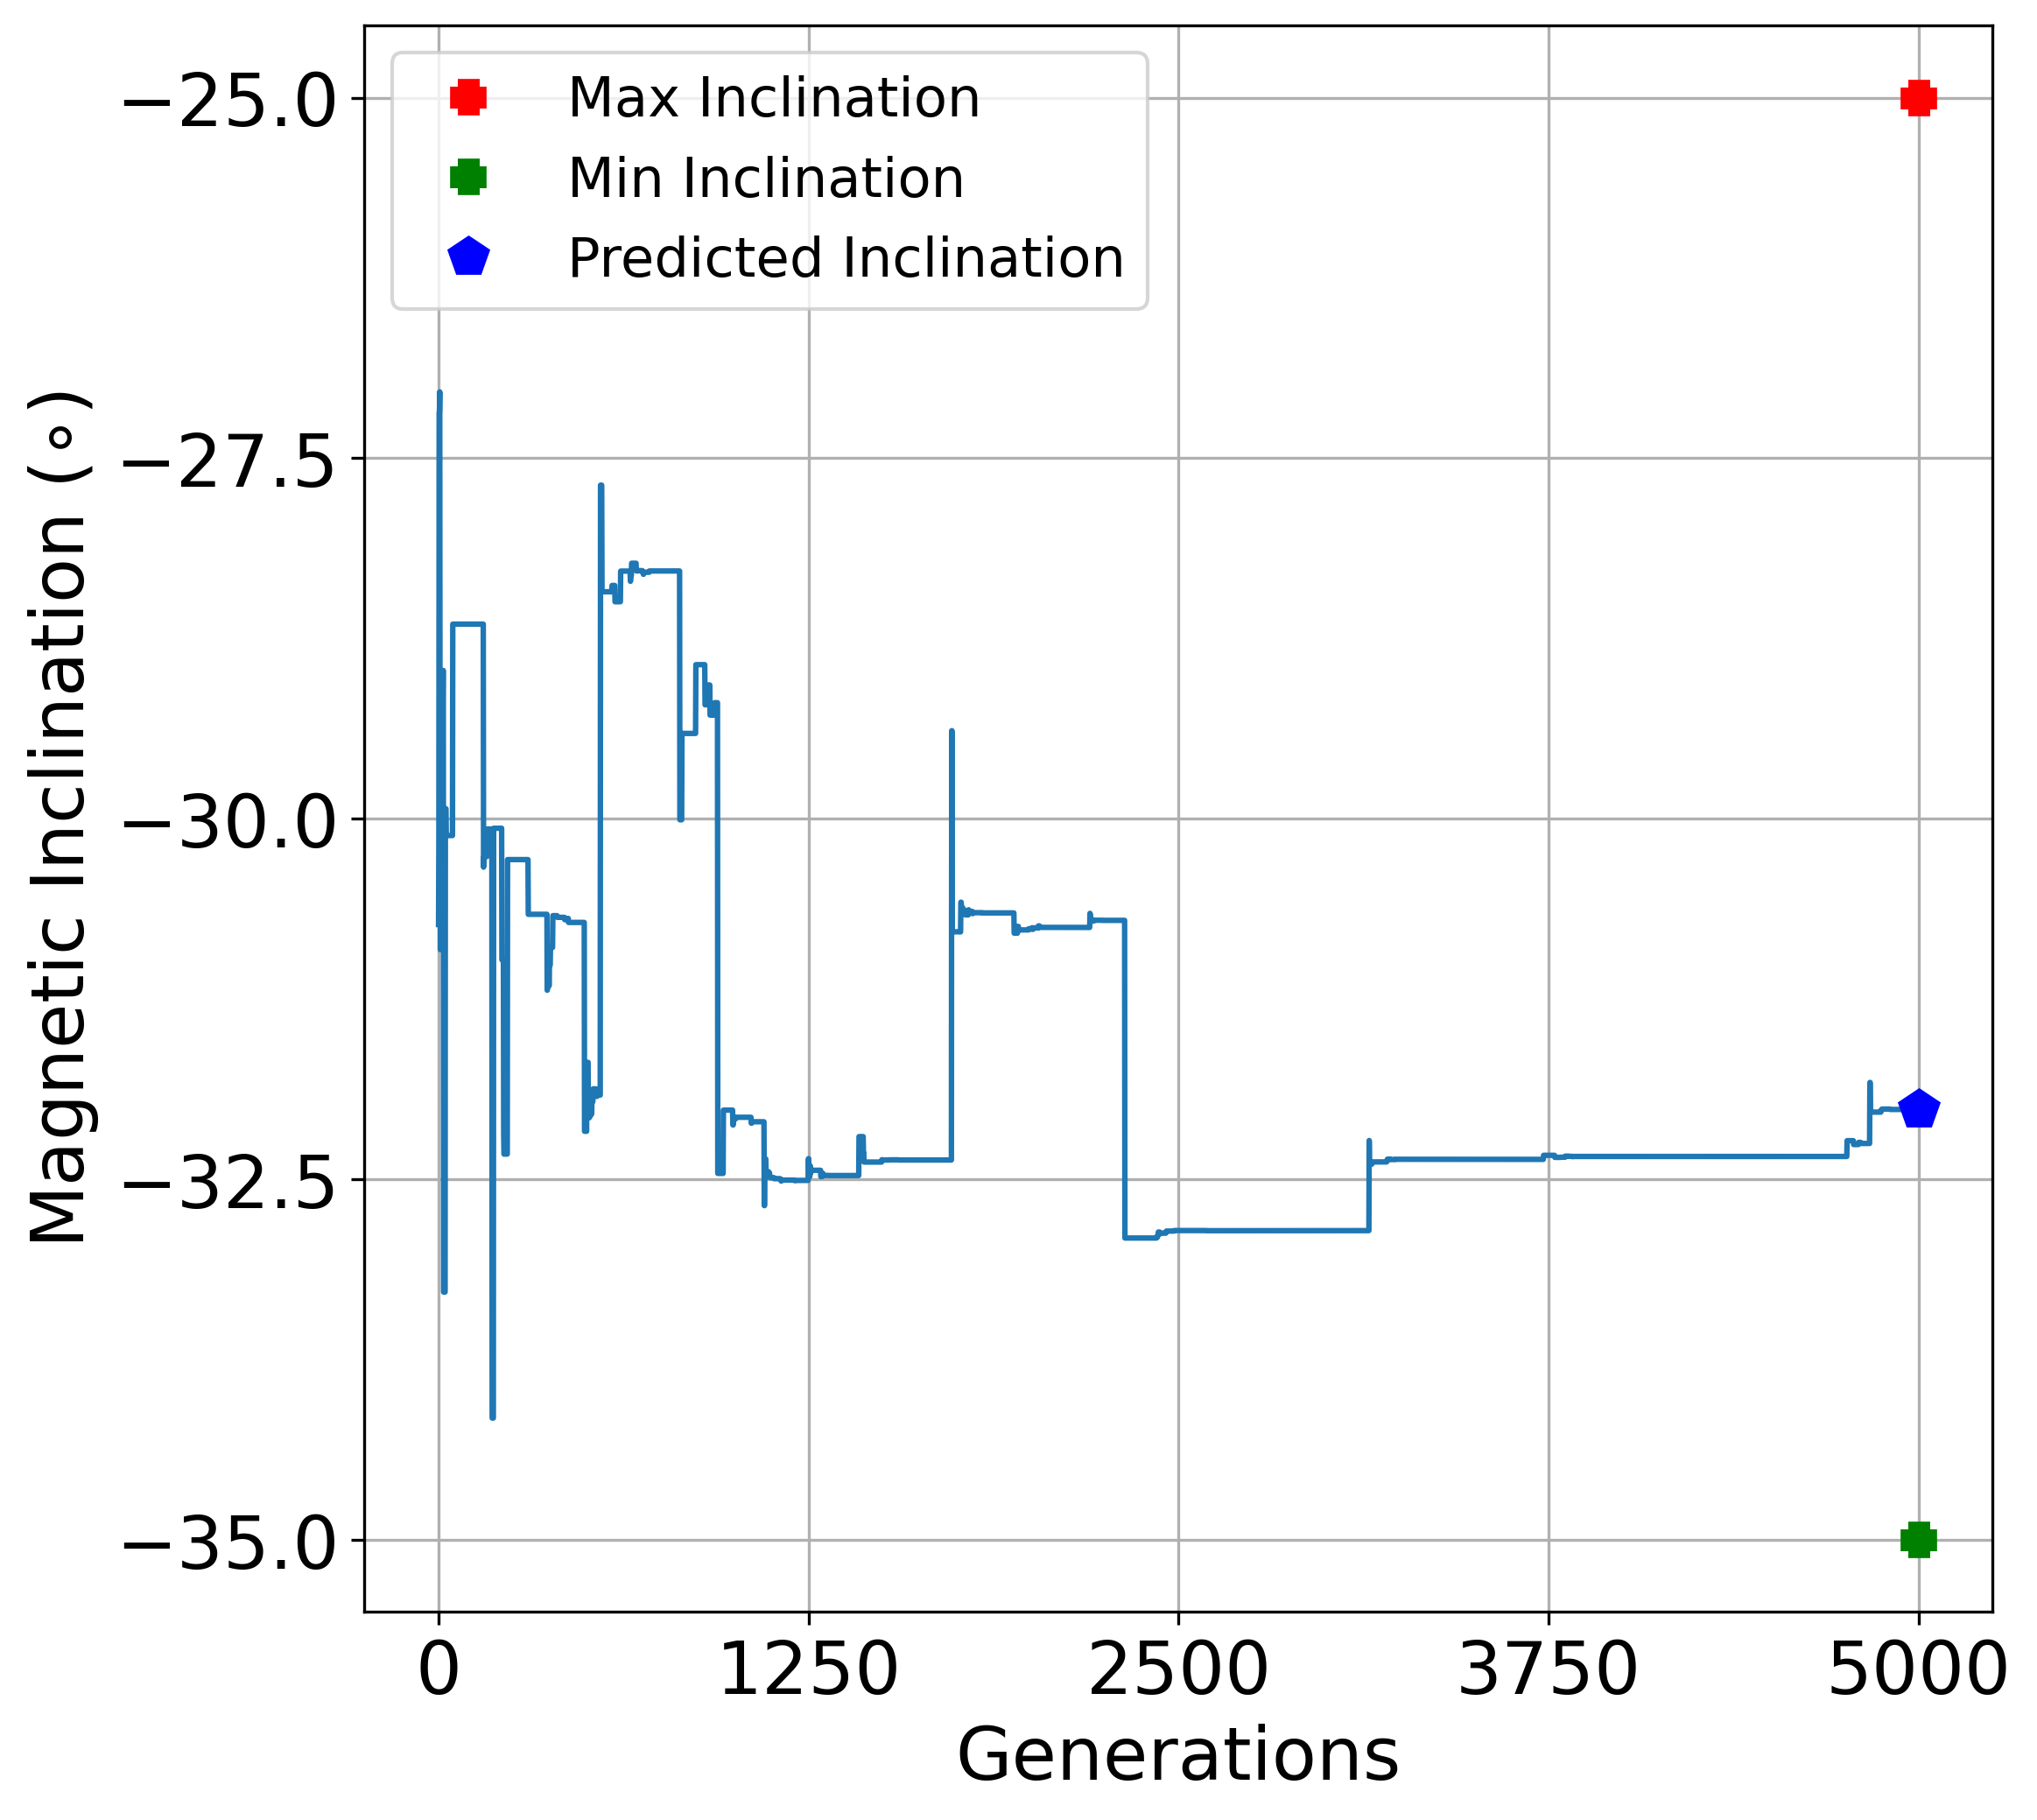 Max Inclination
Min Inclination
Predicted Inclination
Magnetic Inclination (∘)
−25.0
−27.5
−30.0
−32.5
−35.0
0 1250 2500 3750 5000
Generations